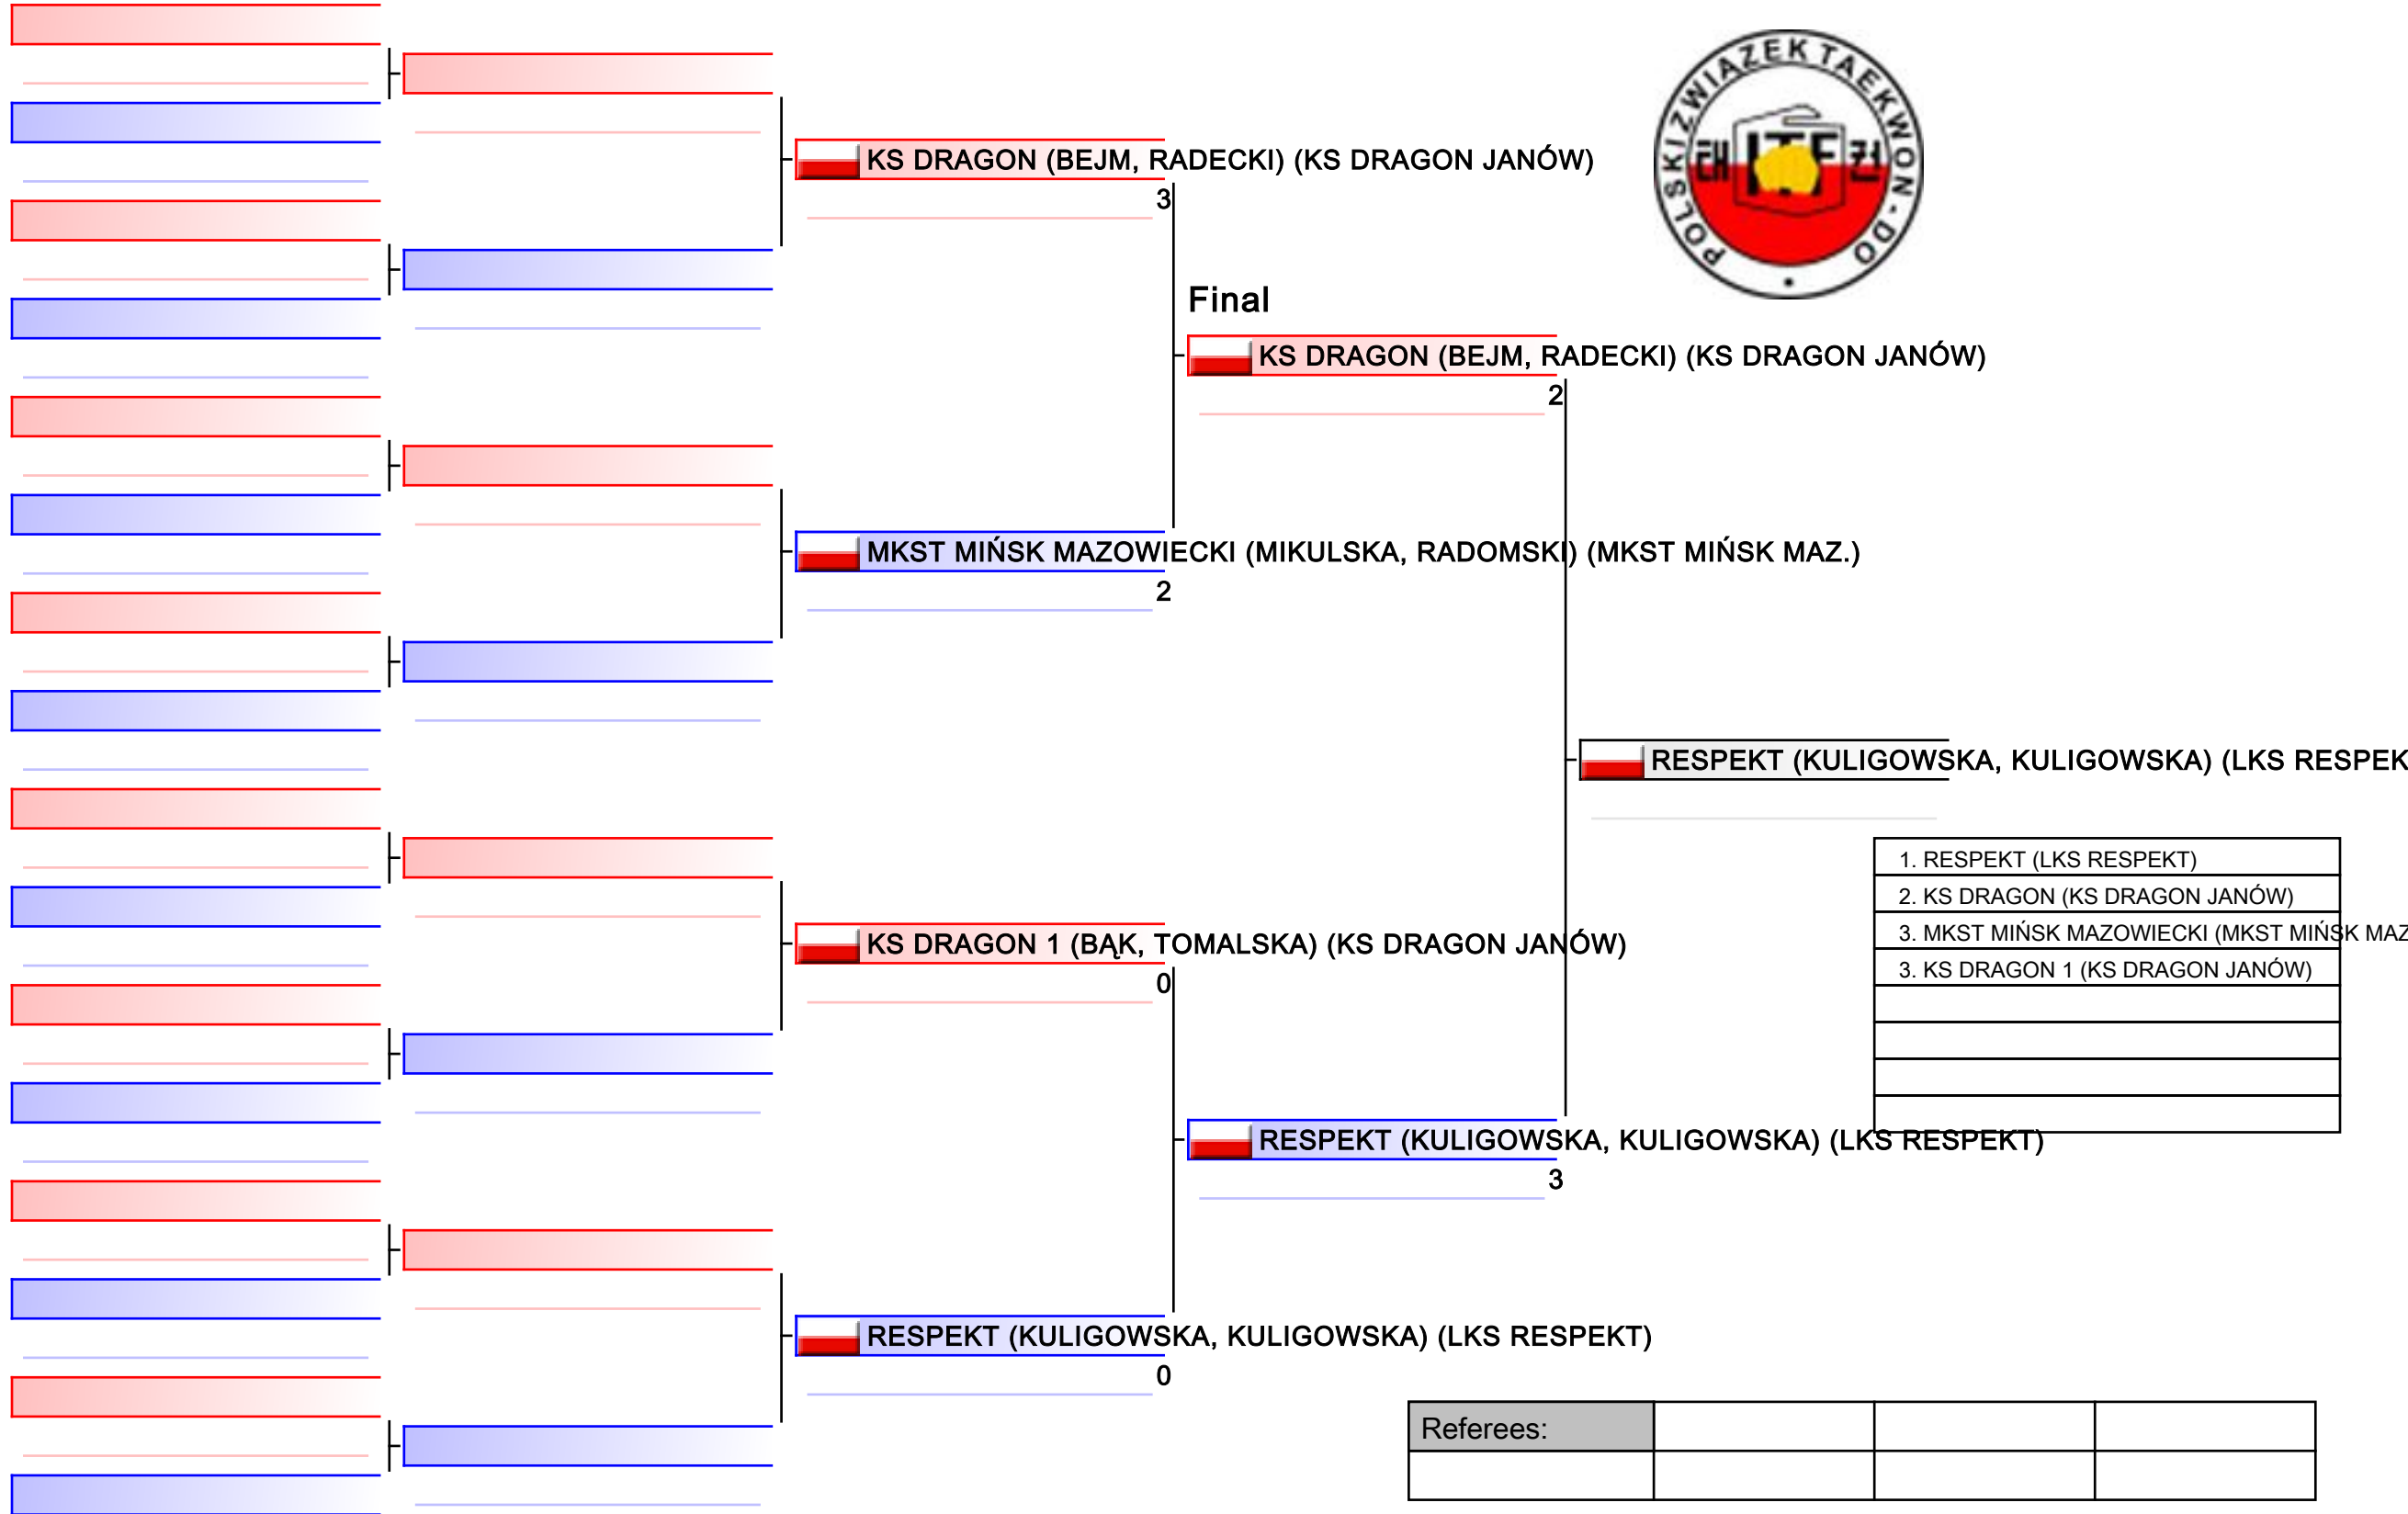 POLSKI ZWIĄZEK TAEKWON-DO
ITF
KS DRAGON (BEJM, RADECKI) (KS DRAGON JANÓW)
3
Final
KS DRAGON (BEJM, RADECKI) (KS DRAGON JANÓW)
2
MKST MIŃSK MAZOWIECKI (MIKULSKA, RADOMSKI) (MKST MIŃSK MAZ.)
2
RESPEKT (KULIGOWSKA, KULIGOWSKA) (LKS RESPEK
1. RESPEKT (LKS RESPEKT)
2. KS DRAGON (KS DRAGON JANÓW)
3. MKST MIŃSK MAZOWIECKI (MKST MIŃSK MAZ
3. KS DRAGON 1 (KS DRAGON JANÓW)
KS DRAGON 1 (BĄK, TOMALSKA) (KS DRAGON JANÓW)
0
RESPEKT (KULIGOWSKA, KULIGOWSKA) (LKS RESPEKT)
3
RESPEKT (KULIGOWSKA, KULIGOWSKA) (LKS RESPEKT)
0
Referees: